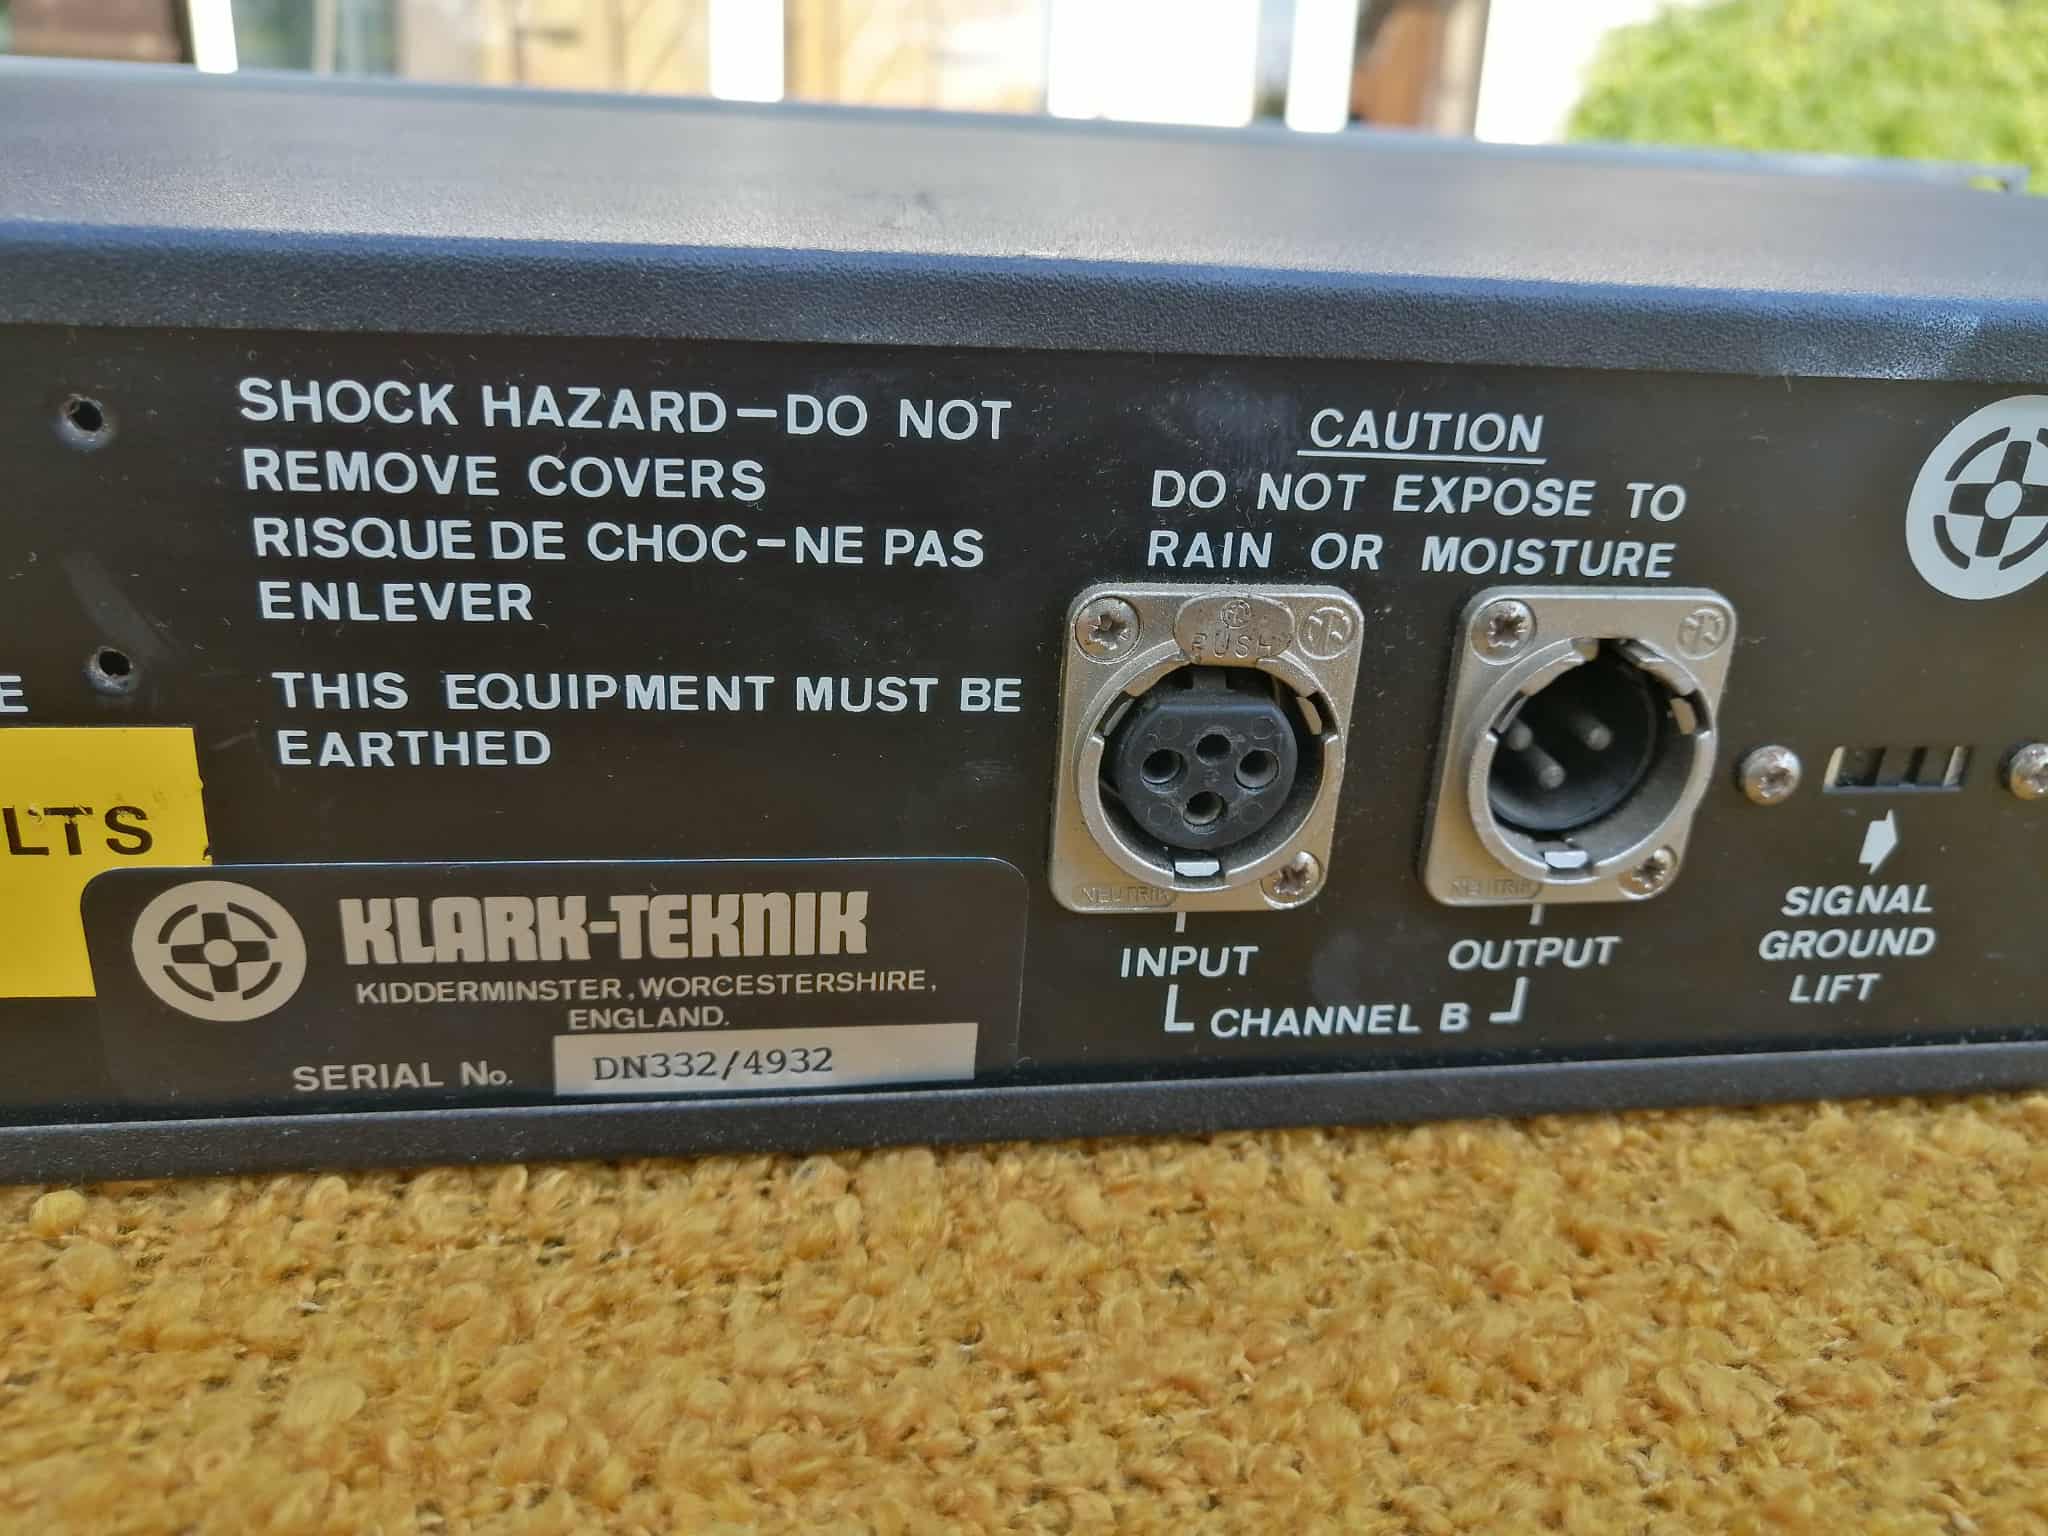 SHOCK HAZARD—DO NOT
REMOVE COVERS
RISQUE DE CHOC-NE PAS
ENLEVER
THIS EQUIPMENT MUST BE
EARTHED
E
LTS
KLARK-TEKNIK
KIDDERMINSTER, WORCESTERSHIRE,
ENGLAND.
SERIAL No. DN332/4932
CAUTION
DO NOT EXPOSE TO
RAIN OR MOISTURE
PUSH
NEUTRIK
NEUTRIK
INPUT
OUTPUT
CHANNEL B
SIGNAL
GROUND
LIFT